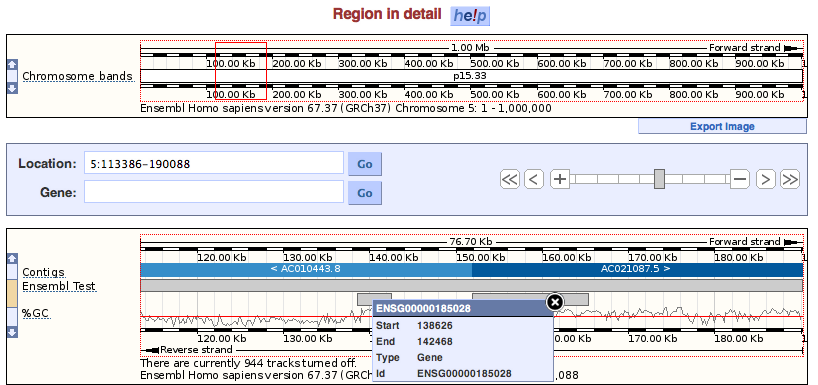 Region in detail help
1.00 Mb Forward strand
100.00 Kb 200.00 Kb 300.00 Kb 400.00 Kb 500.00 Kb 600.00 Kb 700.00 Kb 800.00 Kb 900.00 Kb 1
Chromosome bands p15.33
100.00 Kb 200.00 Kb 300.00 Kb 400.00 Kb 500.00 Kb 600.00 Kb 700.00 Kb 800.00 Kb 900.00 Kb 1
Ensembl Homo sapiens version 67.37 (GRCh37) Chromosome 5: 1 - 1,000,000
Export Image
Location: 5:113386-190088 Go
Gene: Go
76.70 Kb Forward strand
120.00 Kb 130.00 Kb 140.00 Kb 150.00 Kb 160.00 Kb 170.00 Kb 180.00 Kb
Contigs < AC010443.8 AC021087.5 >
Ensembl Test
ENSG00000185028
%GC
Start 138626
End 142468
120.00 Kb 130.00 Kb 170.00 Kb 180.00 Kb
Reverse strand
Type Gene
There are currently 944 tracks turned off.
Id ENSG00000185028
Ensembl Homo sapiens version 67.37 (GRCh ,088